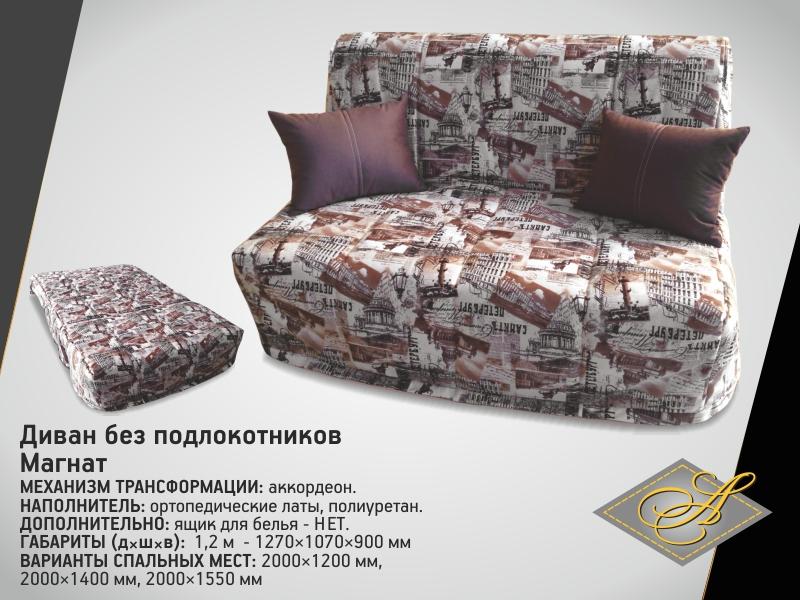 Диван без подлокотников
Магнат
МЕХАНИЗМ ТРАНСФОРМАЦИИ: аккордеон.
НАПОЛНИТЕЛЬ: ортопедические латы, полиуретан.
ДОПОЛНИТЕЛЬНО: ящик для белья - НЕТ.
ГАБАРИТЫ (д×ш×в): 1,2 м - 1270×1070×900 мм
ВАРИАНТЫ СПАЛЬНЫХ МЕСТ: 2000×1200 мм,
2000×1400 мм, 2000×1550 мм